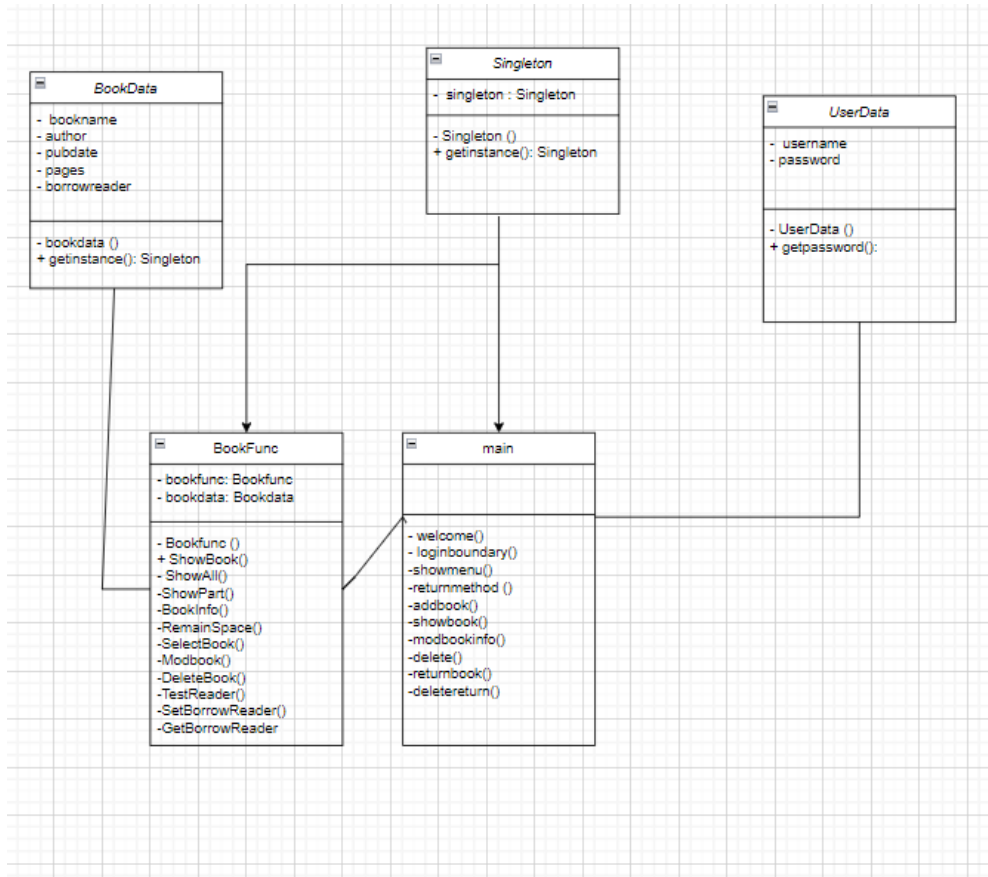 BookData
- bookname
- author
- pubdate
- pages
- borrowreader
- bookdata ()
+ getinstance(): Singleton
Singleton
- singleton : Singleton
- Singleton ()
+ getinstance(): Singleton
UserData
- username
- password
- UserData ()
+ getpassword():
BookFunc
- bookfunc: Bookfunc
- bookdata: Bookdata
- Bookfunc ()
+ ShowBook()
- ShowAll()
-ShowPart()
-BookInfo()
-RemainSpace()
-SelectBook()
-Modbook()
-DeleteBook()
-TestReader()
-SetBorrowReader()
-GetBorrowReader
main
- welcome()
- loginboundary()
-showmenu()
-returnmethod ()
-addbook()
-showbook()
-modbookinfo()
-delete()
-returnbook()
-deletereturn()